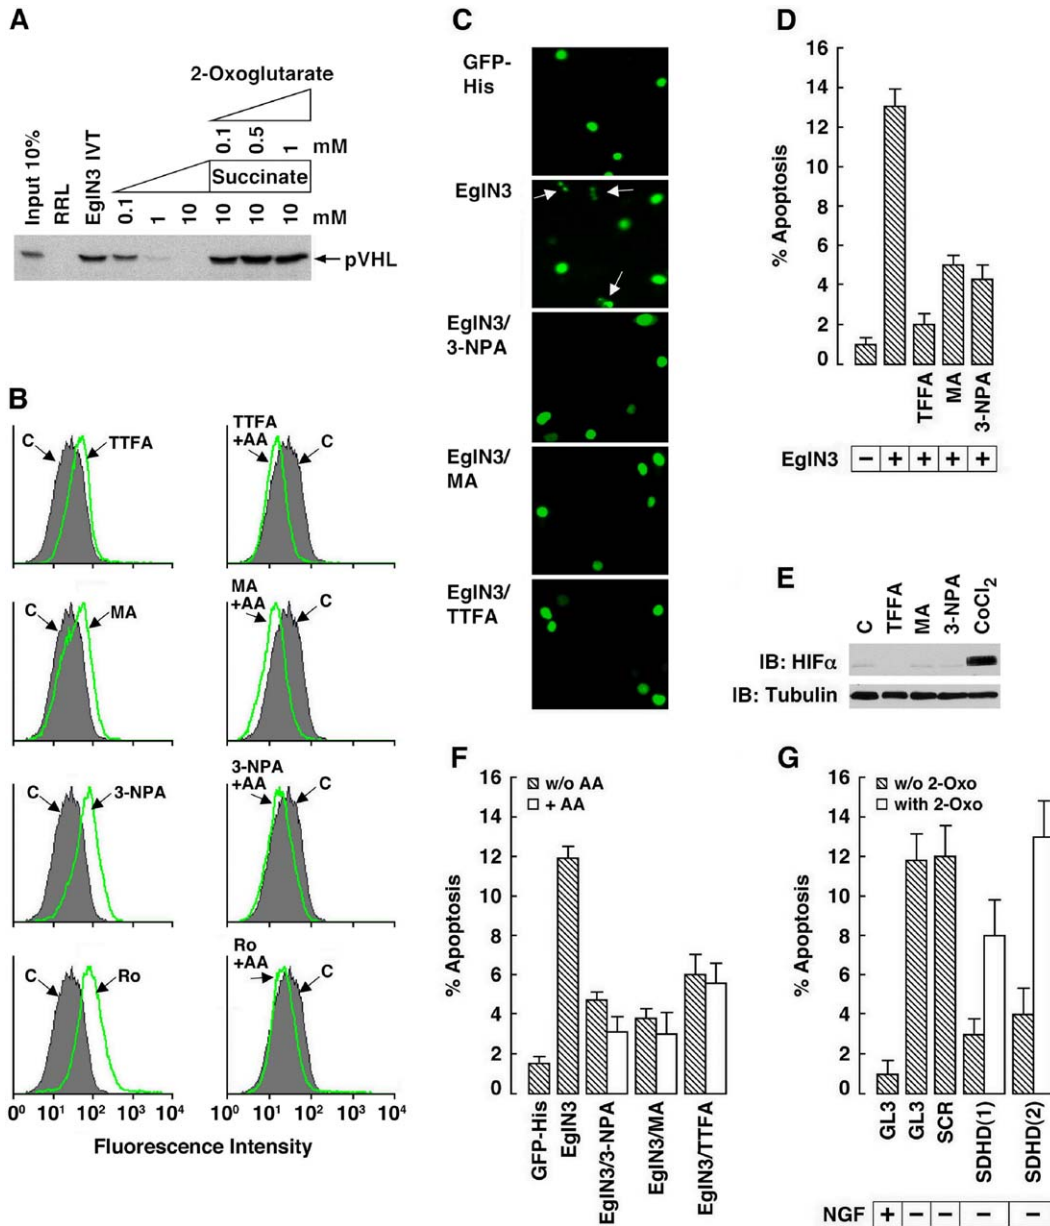 A
2-Oxoglutarate
0.1 0.5 1 mM
Input 10% RRL EglN3 IVT
Succinate
0.1 1 10 10 10 10 mM
pVHL
B
C TTFA
TTFA +AA C
C MA
MA +AA C
C 3-NPA
3-NPA +AA C
C Ro
Ro +AA C
10⁰ 10¹ 10² 10³ 10⁴
10⁰ 10¹ 10² 10³ 10⁴
Fluorescence Intensity
C
GFP-
His
EglN3
EglN3/
3-NPA
EglN3/
MA
EglN3/
TTFA
D
% Apoptosis
16
14
12
10
8
6
4
2
0
TFFA MA 3-NPA
EglN3 − + + + +
E
C TFFA MA 3-NPA CoCl₂
IB: HIFα
IB: Tubulin
F
% Apoptosis
16
14
12
10
8
6
4
2
0
w/o AA
+ AA
GFP-His EglN3 EglN3/3-NPA EglN3/MA EglN3/TTFA
G
% Apoptosis
16
14
12
10
8
6
4
2
0
w/o 2-Oxo
with 2-Oxo
GL3 GL3 SCR SDHD(1) SDHD(2)
NGF + − − − −